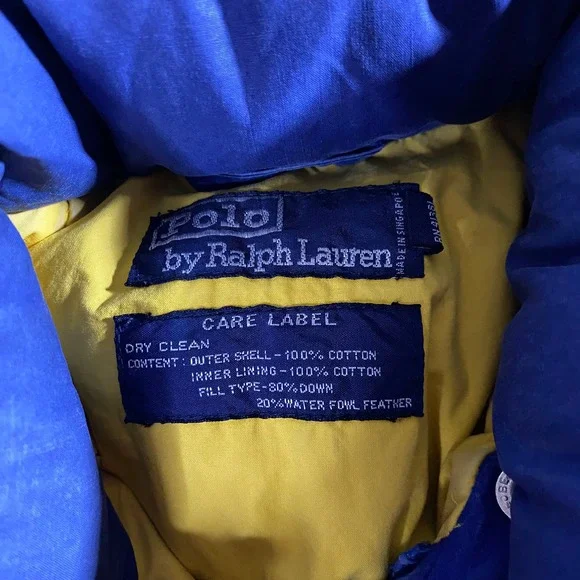 Polo
by Ralph Lauren
MADE IN SINGAPORE
CARE LABEL
DRY CLEAN
CONTENT: OUTER SHELL-100% COTTON
INNER LINING-100% COTTON
FILL TYPE-80% DOWN
20% WATER FOWL FEATHER